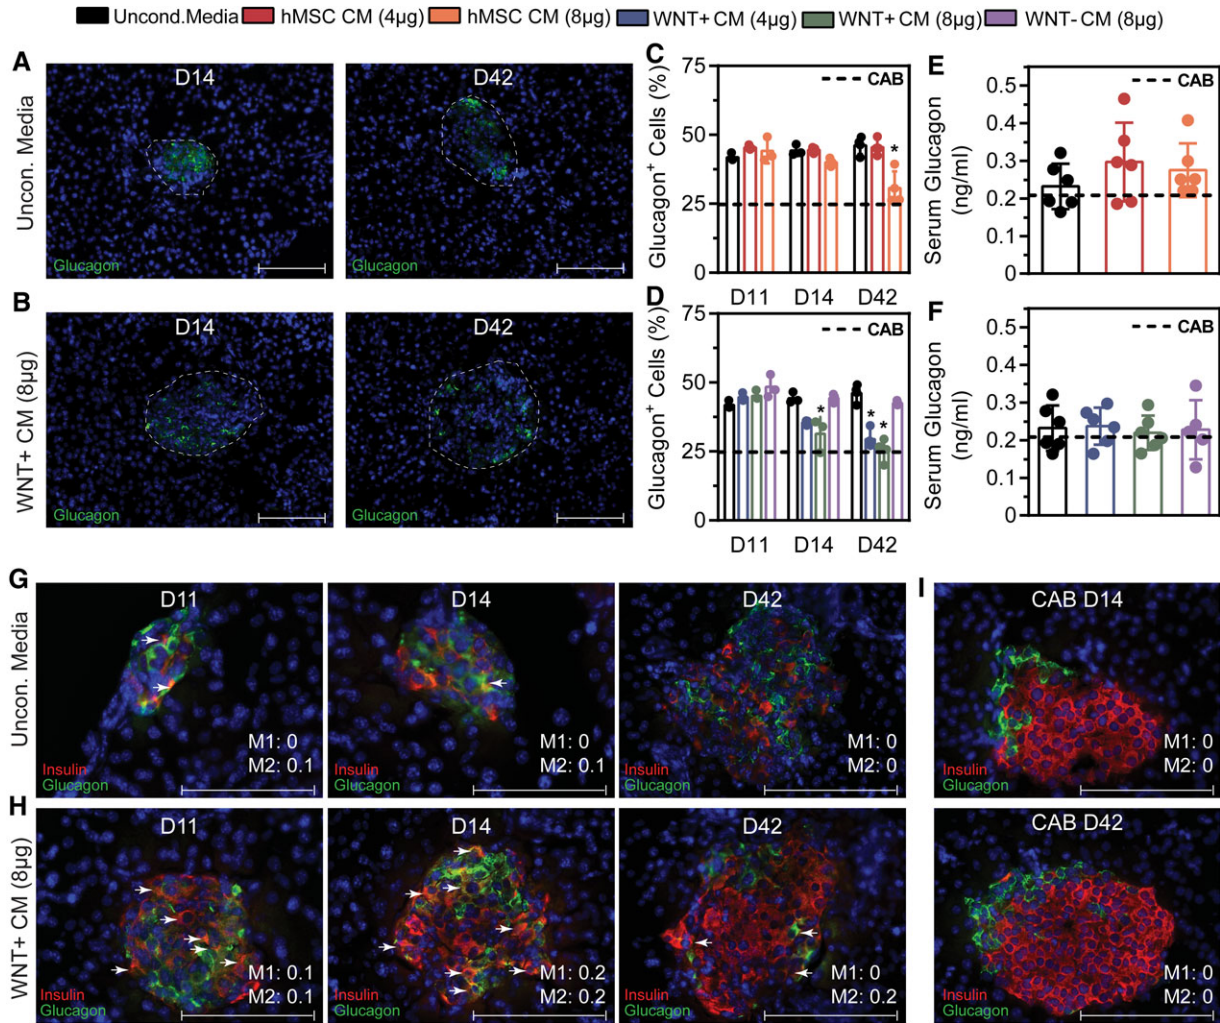 Uncond.Media hMSC CM (4µg) hMSC CM (8µg) WNT+ CM (4µg) WNT+ CM (8µg) WNT- CM (8µg)
A
Uncon. Media
D14
Glucagon
D42
Glucagon
B
WNT+ CM (8µg)
D14
Glucagon
D42
Glucagon
C
Glucagon+ Cells (%)
75
50
25
0
CAB
*
D11 D14 D42
D
Glucagon+ Cells (%)
75
50
25
0
CAB
* * *
D11 D14 D42
E
Serum Glucagon
(ng/ml)
0.5
0.4
0.3
0.2
0.1
0
CAB
F
Serum Glucagon
(ng/ml)
0.5
0.3
0.2
0.1
0
CAB
G
Uncon. Media
D11
M1: 0
M2: 0.1
Insulin
Glucagon
D14
M1: 0
M2: 0.1
Insulin
Glucagon
D42
M1: 0
M2: 0
Insulin
Glucagon
H
WNT+ CM (8µg)
D11
M1: 0.1
M2: 0.1
Insulin
Glucagon
D14
M1: 0.2
M2: 0.2
Insulin
Glucagon
D42
M1: 0
M2: 0.2
Insulin
Glucagon
I
CAB D14
M1: 0
M2: 0
Insulin
Glucagon
CAB D42
M1: 0
M2: 0
Insulin
Glucagon